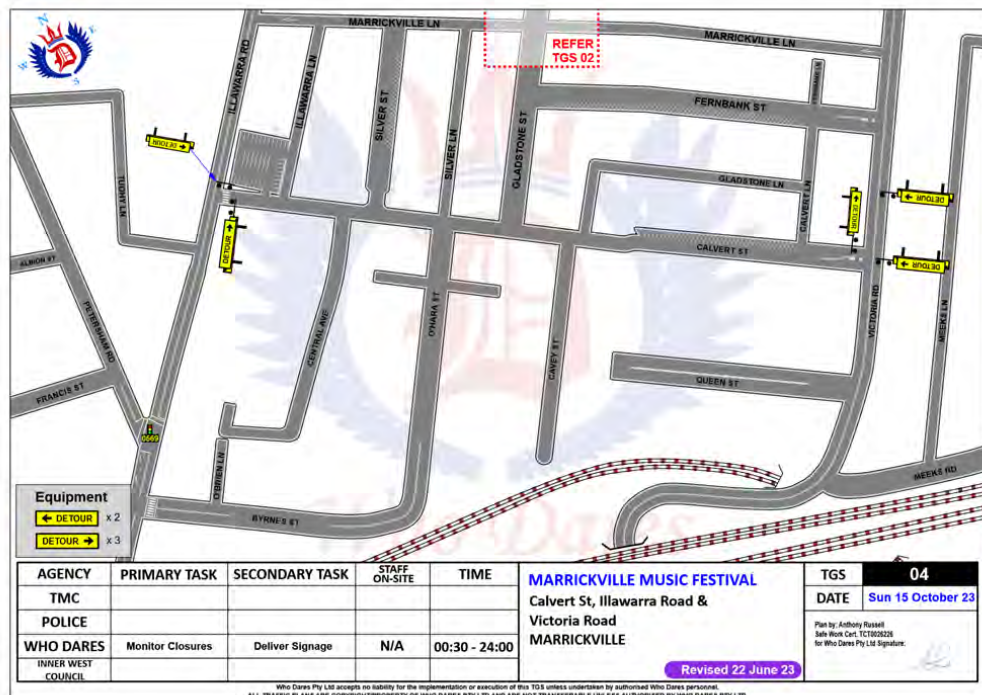 N
E
W
S
D
MARRICKVILLE LN
MARRICKVILLE LN
REFER
TGS 02
ILLAWARRA RD
ILLAWARRA LN
SILVER ST
SILVER LN
GLADSTONE ST
FERNBANK ST
FERNBANK LN
GLADSTONE LN
CALVERT LN
CALVERT ST
DETOUR →
DETOUR →
DETOUR →
DETOUR ←
DETOUR ←
TUOHY LN
ALBION ST
PETERSHAM RD
FRANCIS ST
CENTRAL AVE
O'HARA ST
CAVEY ST
QUEEN ST
VICTORIA RD
MEEKS LN
MEEKS RD
O'BRIEN LN
BYRNES ST
0569
Who Dares
Equipment
← DETOUR x 2
DETOUR → x 3
AGENCY PRIMARY TASK SECONDARY TASK STAFF ON-SITE TIME
TMC
POLICE
WHO DARES Monitor Closures Deliver Signage N/A 00:30 - 24:00
INNER WEST
COUNCIL
MARRICKVILLE MUSIC FESTIVAL
Calvert St, Illawarra Road &
Victoria Road
MARRICKVILLE
Revised 22 June 23
TGS 04
DATE Sun 15 October 23
Plan by: Anthony Russell
Safe Work Cert. TCT0026226
for Who Dares Pty Ltd Signature:
Who Dares Pty Ltd accepts no liability for the implementation or execution of this TGS unless undertaken by authorised Who Dares personnel.